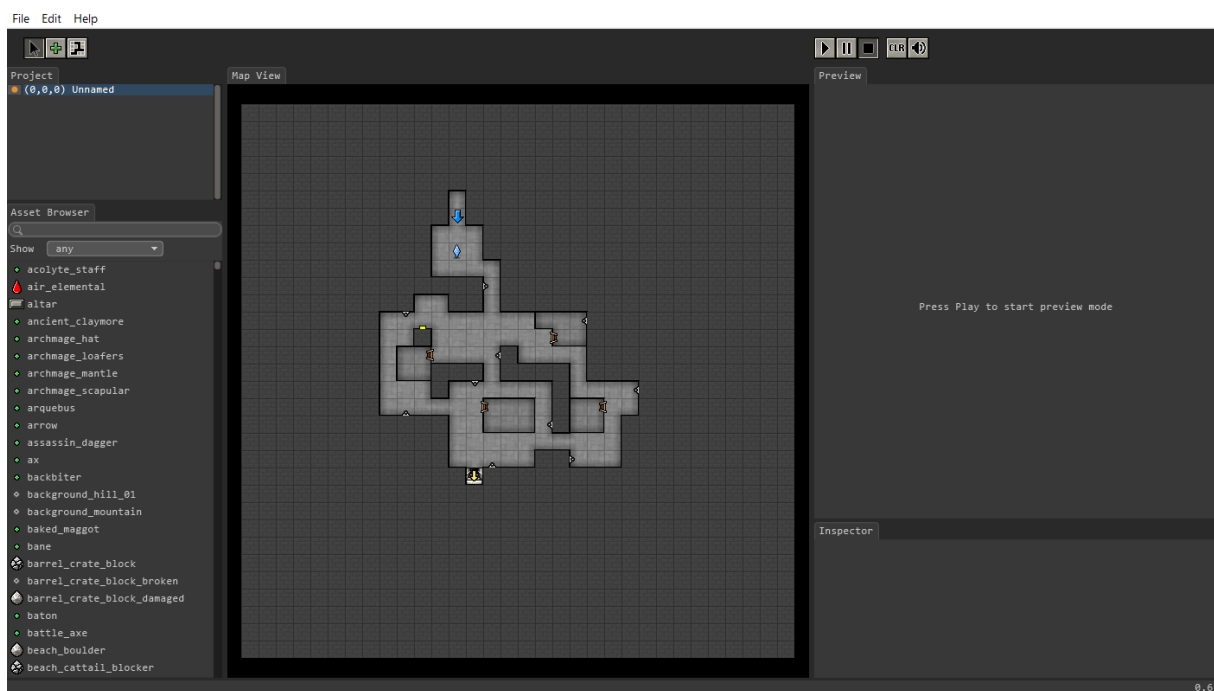 File Edit Help
CLR
Project
Map View
Preview
(0,0,0) Unnamed
Asset Browser
Show any
acolyte_staff
air_elemental
altar
ancient_claymore
archmage_hat
archmage_loafers
archmage_mantle
archmage_scapular
arquebus
arrow
assassin_dagger
ax
backbiter
background_hill_01
background_mountain
baked_maggot
bane
barrel_crate_block
barrel_crate_block_broken
barrel_crate_block_damaged
baton
battle_axe
beach_boulder
beach_cattail_blocker
Press Play to start preview mode
Inspector
0.6